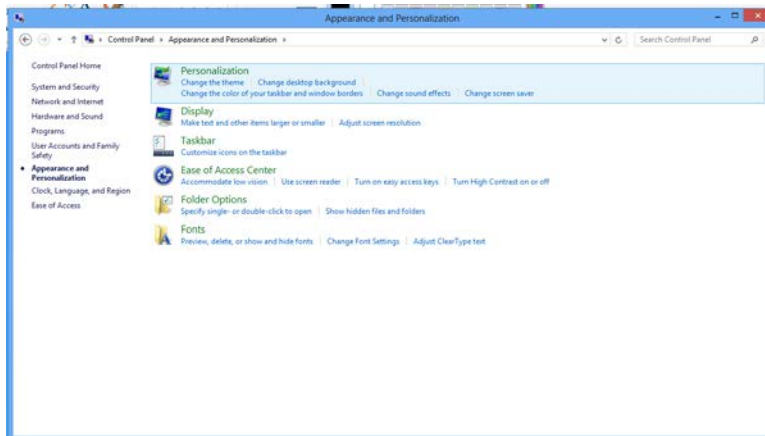 Appearance and Personalization
Control Panel Appearance and Personalization
Search Control Panel
Control Panel Home
System and Security
Network and Internet
Hardware and Sound
Programs
User Accounts and Family
Safety
Appearance and
Personalization
Clock, Language, and Region
Ease of Access
Personalization
Change the theme Change desktop background
Change the color of your taskbar and window borders Change sound effects Change screen saver
Display
Make text and other items larger or smaller Adjust screen resolution
Taskbar
Customize icons on the taskbar
Ease of Access Center
Accommodate low vision Use screen reader Turn on easy access keys Turn High Contrast on or off
Folder Options
Specify single- or double-click to open Show hidden files and folders
Fonts
Preview, delete, or show and hide fonts Change Font Settings Adjust ClearType text